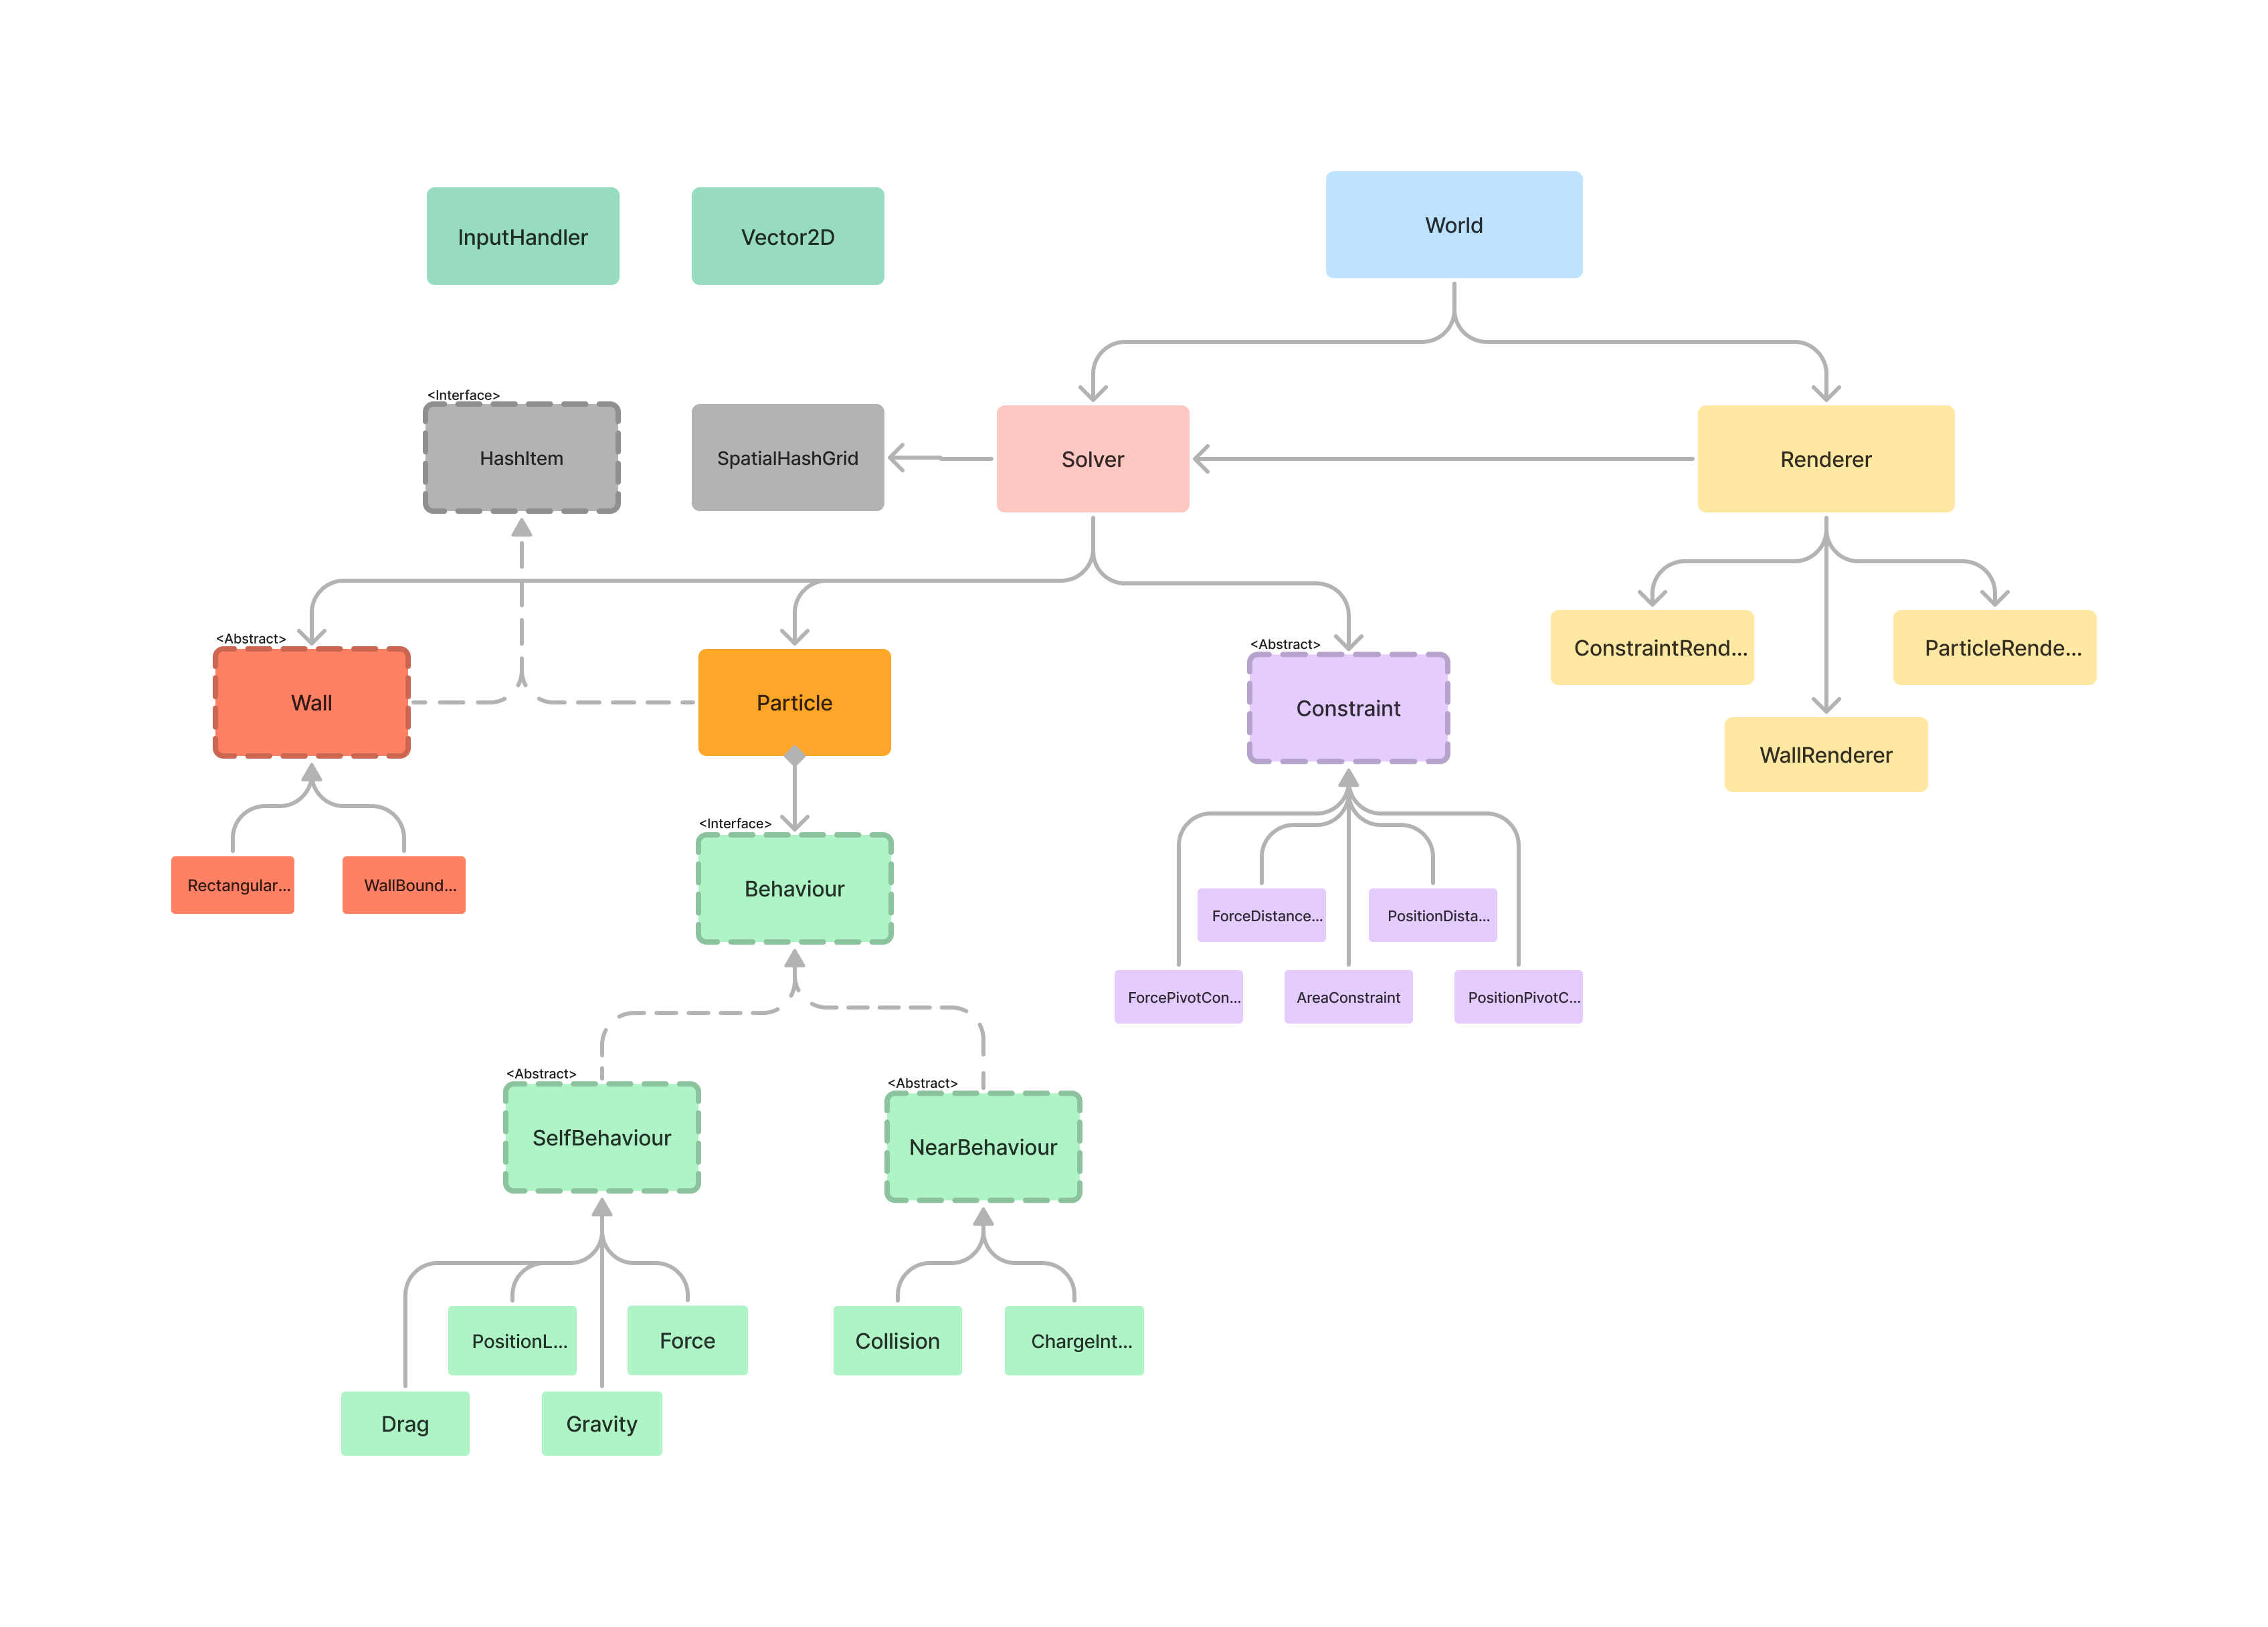 World
InputHandler
Vector2D
<Interface>
HashItem
SpatialHashGrid
Solver
Renderer
<Abstract>
Wall
Particle
<Abstract>
Constraint
ConstraintRend...
ParticleRende...
WallRenderer
<Interface>
Behaviour
Rectangular...
WallBound...
ForceDistance...
PositionDista...
ForcePivotCon...
AreaConstraint
PositionPivotC...
<Abstract>
SelfBehaviour
<Abstract>
NearBehaviour
PositionL...
Force
Collision
ChargeInt...
Drag
Gravity